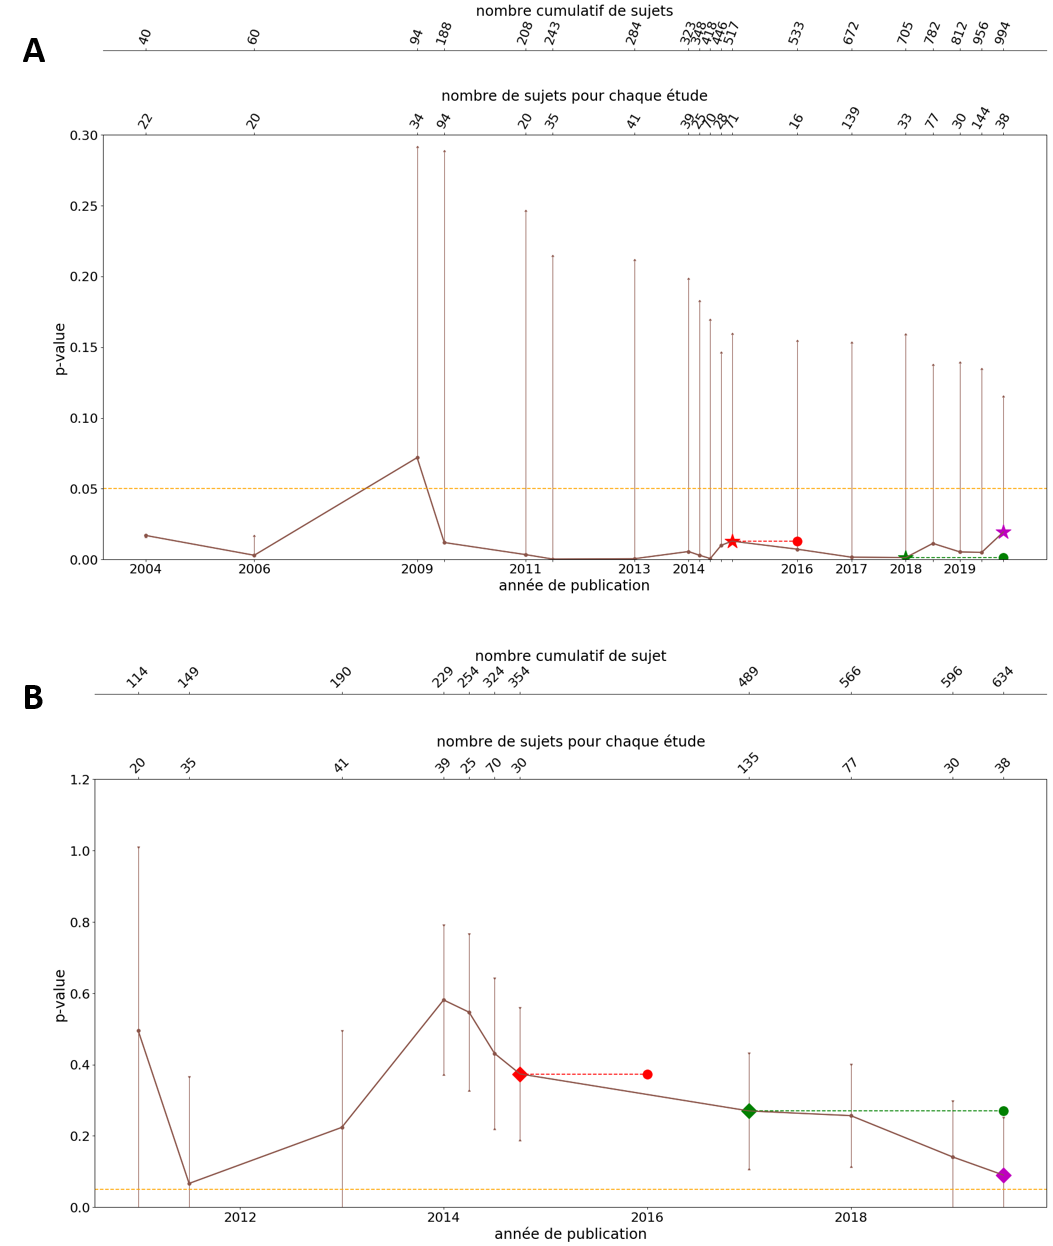 nombre cumulatif de sujets
40 60 94 188 208 243 284 323 348 418 446 517 533 672 705 782 812 956 994
A
nombre de sujets pour chaque étude
22 20 34 94 20 35 41 39 25 70 28 71 16 139 33 77 30 144 38
0.30
0.25
0.20
0.15
p-value
0.10
0.05
0.00
2004 2006 2009 2011 2013 2014 2016 2017 2018 2019
année de publication
nombre cumulatif de sujet
114 149 190 229 254 324 354 489 566 596 634
B
nombre de sujets pour chaque étude
20 35 41 39 25 70 30 135 77 30 38
1.2
1.0
0.8
0.6
p-value
0.4
0.2
0.0
2012 2014 2016 2018
année de publication